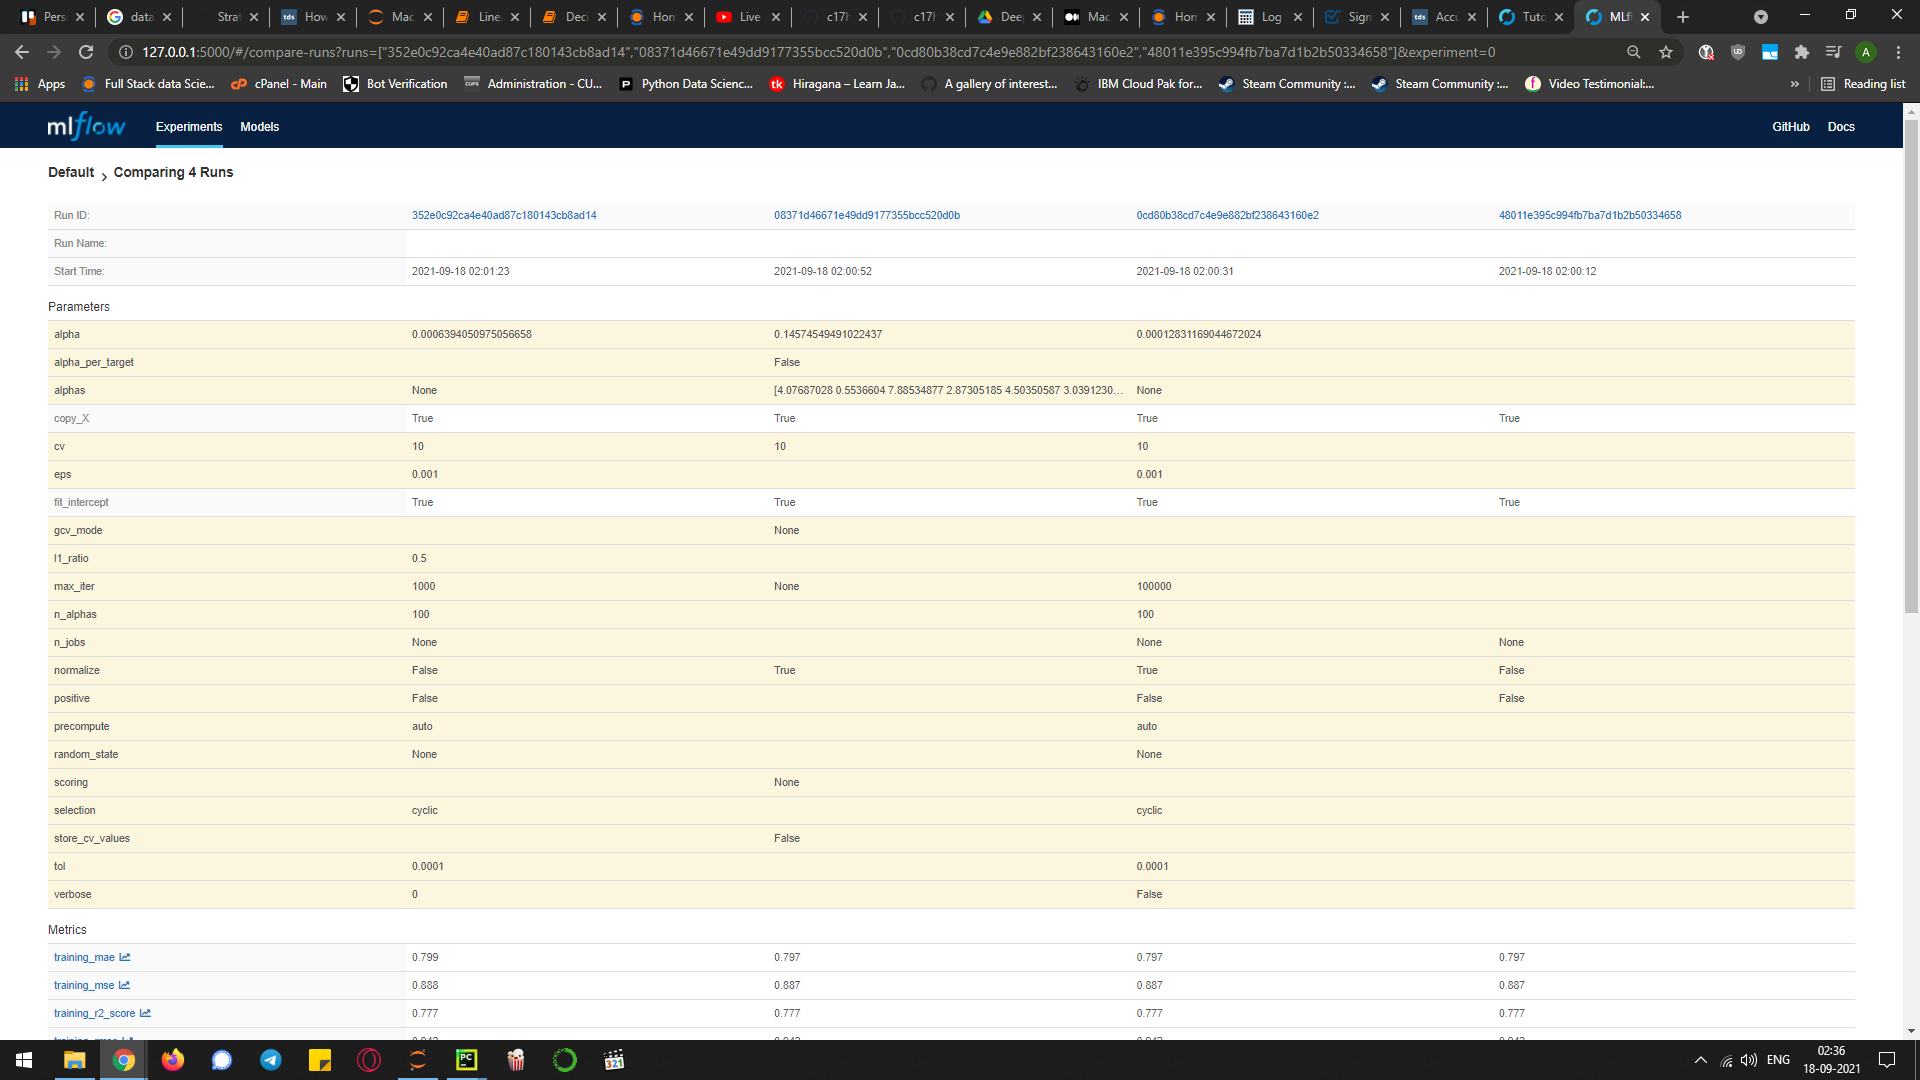 Perso
data
Strat
How
Mac
Line
Deci
Hom
Live
c17h
c17h
Deep
Mac
Hom
Log
Sign
Accu
Tuto
MLfl
127.0.0.1:5000/#/compare-runs?runs=["352e0c92ca4e40ad87c180143cb8ad14","08371d46671e49dd9177355bcc520d0b","0cd80b38cd7c4e9e882bf238643160e2","48011e395c994fb7ba7d1b2b50334658"]&experiment=0
Apps
Full Stack data Scie...
cPanel - Main
Bot Verification
Administration - CU...
Python Data Scienc...
Hiragana – Learn Ja...
A gallery of interest...
IBM Cloud Pak for...
Steam Community :...
Steam Community :...
Video Testimonial:...
»
Reading list
mlflow Experiments Models GitHub Docs
Default > Comparing 4 Runs
Run ID: 352e0c92ca4e40ad87c180143cb8ad14 08371d46671e49dd9177355bcc520d0b 0cd80b38cd7c4e9e882bf238643160e2 48011e395c994fb7ba7d1b2b50334658
Run Name:
Start Time: 2021-09-18 02:01:23 2021-09-18 02:00:52 2021-09-18 02:00:31 2021-09-18 02:00:12
Parameters
alpha 0.0006394050975056658 0.14574549491022437 0.00012831169044672024
alpha_per_target False
alphas None [4.07687028 0.5536604 7.88534877 2.87305185 4.50350587 3.0391230... None
copy_X True True True True
cv 10 10 10
eps 0.001 0.001
fit_intercept True True True True
gcv_mode None
l1_ratio 0.5
max_iter 1000 None 100000
n_alphas 100 100
n_jobs None None None
normalize False True True False
positive False False False
precompute auto auto
random_state None None
scoring None
selection cyclic cyclic
store_cv_values False
tol 0.0001 0.0001
verbose 0 False
Metrics
training_mae 0.799 0.797 0.797 0.797
training_mse 0.888 0.887 0.887 0.887
training_r2_score 0.777 0.777 0.777 0.777
ENG
02:36
18-09-2021